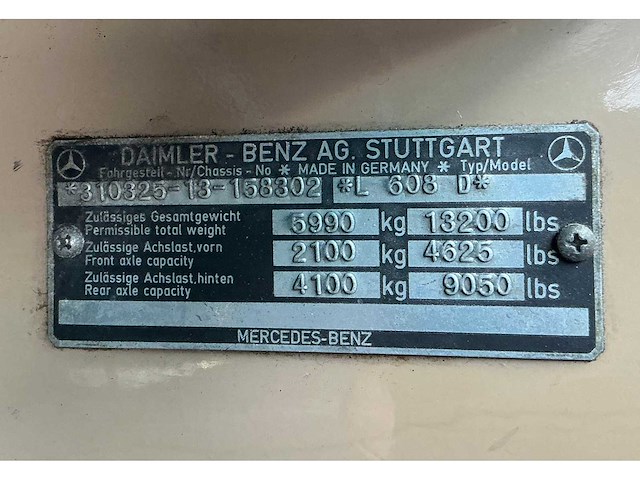 DAIMLER - BENZ AG. STUTTGART
Fahrgestell - Nr/Chassis - No * MADE IN GERMANY * Typ/Model
*310325-13-158302 *L 608 D*
Zulässiges Gesamtgewicht
Permissible total weight 5990 kg 13200 lbs
Zulässige Achslast,vorn
Front axle capacity 2100 kg 4625 lbs
Zulässige Achslast,hinten
Rear axle capacity 4100 kg 9050 lbs
MERCEDES-BENZ